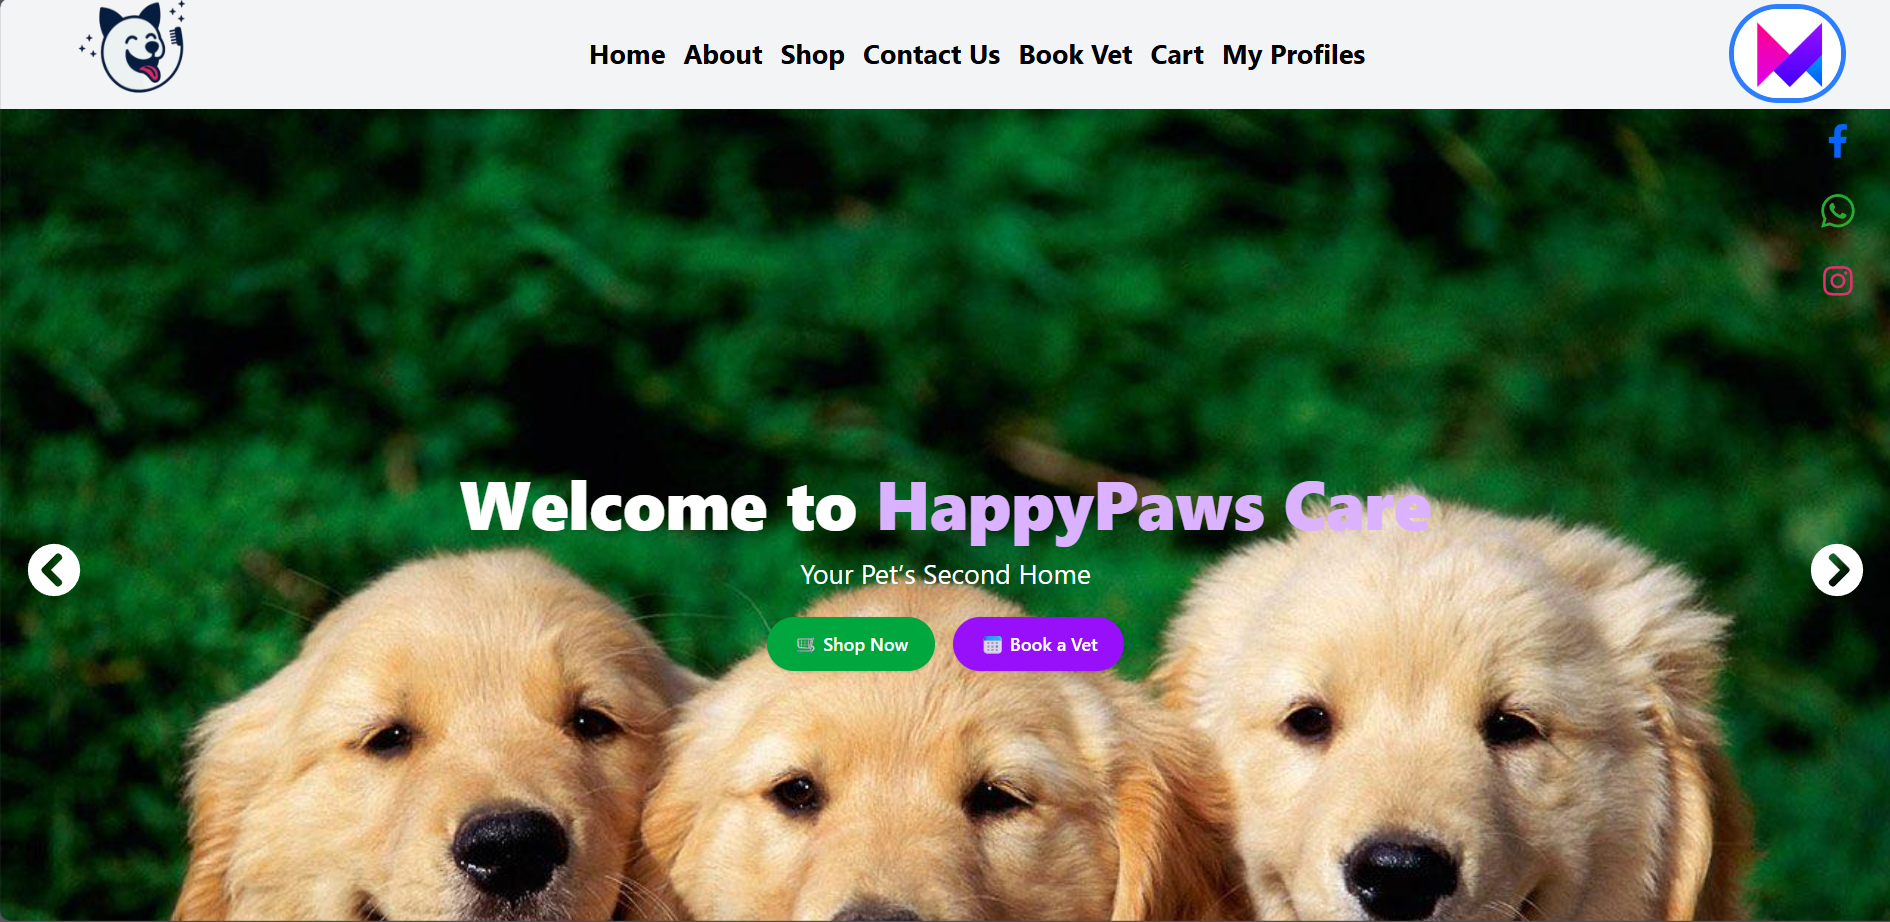 Home About Shop Contact Us Book Vet Cart My Profiles
Welcome to HappyPaws Care
Your Pet’s Second Home
Shop Now Book a Vet